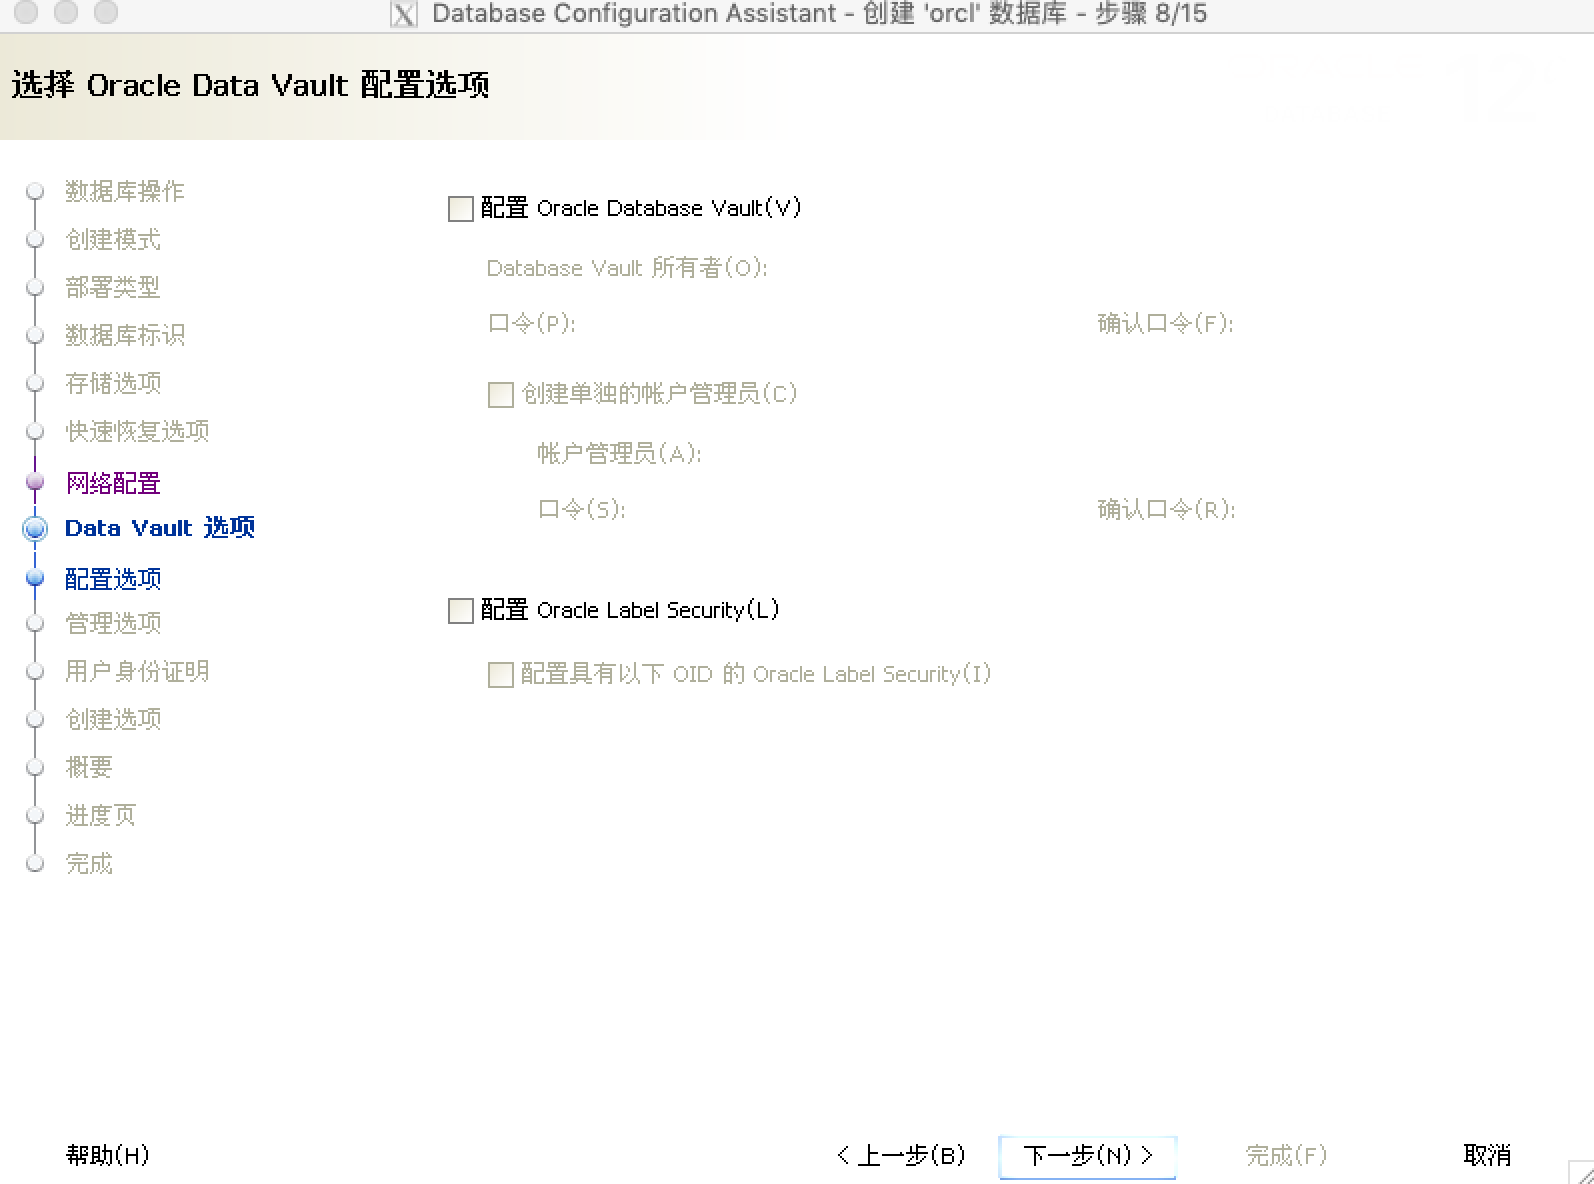 Database Configuration Assistant - 创建 'orcl' 数据库 - 步骤 8/15
选择 Oracle Data Vault 配置选项
数据库操作
创建模式
部署类型
数据库标识
存储选项
快速恢复选项
网络配置
Data Vault 选项
配置选项
管理选项
用户身份证明
创建选项
概要
进度页
完成
配置 Oracle Database Vault(V)
Database Vault 所有者(O):
口令(P): 确认口令(F):
创建单独的帐户管理员(C)
帐户管理员(A):
口令(S): 确认口令(R):
配置 Oracle Label Security(L)
配置具有以下 OID 的 Oracle Label Security(I)
帮助(H) < 上一步(B) 下一步(N) > 完成(F) 取消